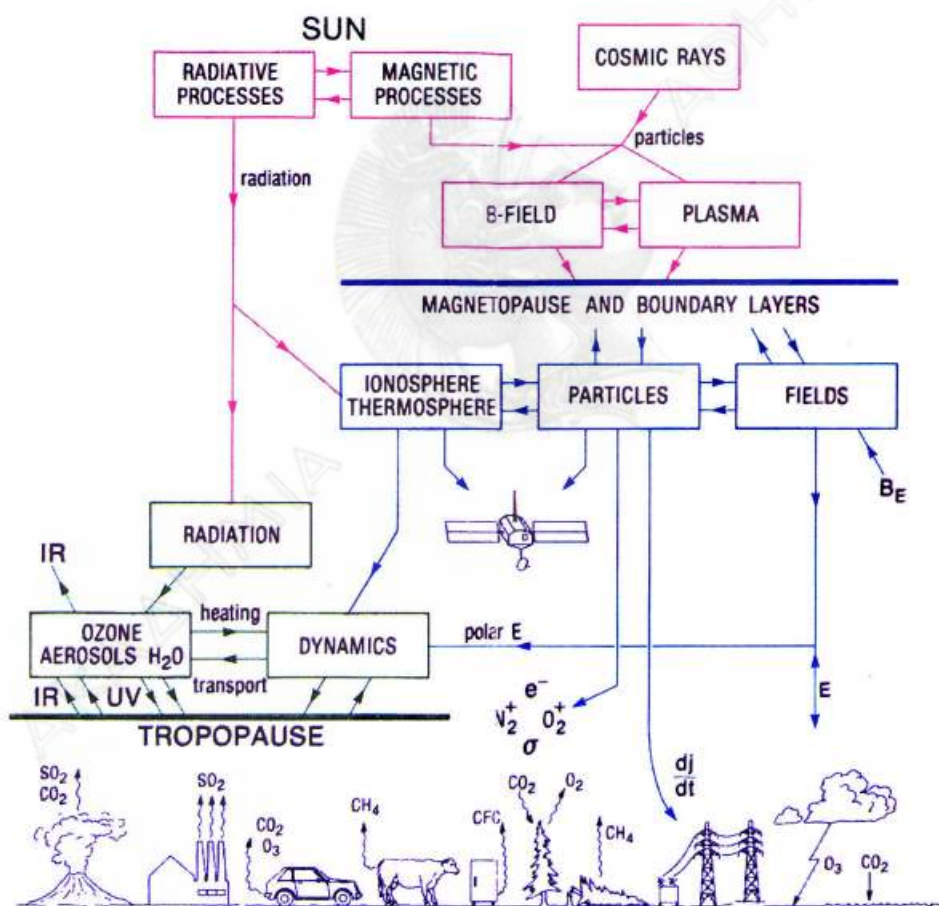 SUN
RADIATIVE
PROCESSES
MAGNETIC
PROCESSES
COSMIC RAYS
particles
radiation
B-FIELD
PLASMA
MAGNETOPAUSE AND BOUNDARY LAYERS
IONOSPHERE
THERMOSPHERE
PARTICLES
FIELDS
B_E
RADIATION
IR
heating
OZONE
AEROSOLS H₂O
DYNAMICS
polar E
transport
IR
UV
E
e⁻
N₂⁺ O₂⁺
σ
TROPOPAUSE
dj
dt
SO₂
CO₂
SO₂
CO₂
O₃
CH₄
CFC
CO₂
O₂
CH₄
O₃
CO₂